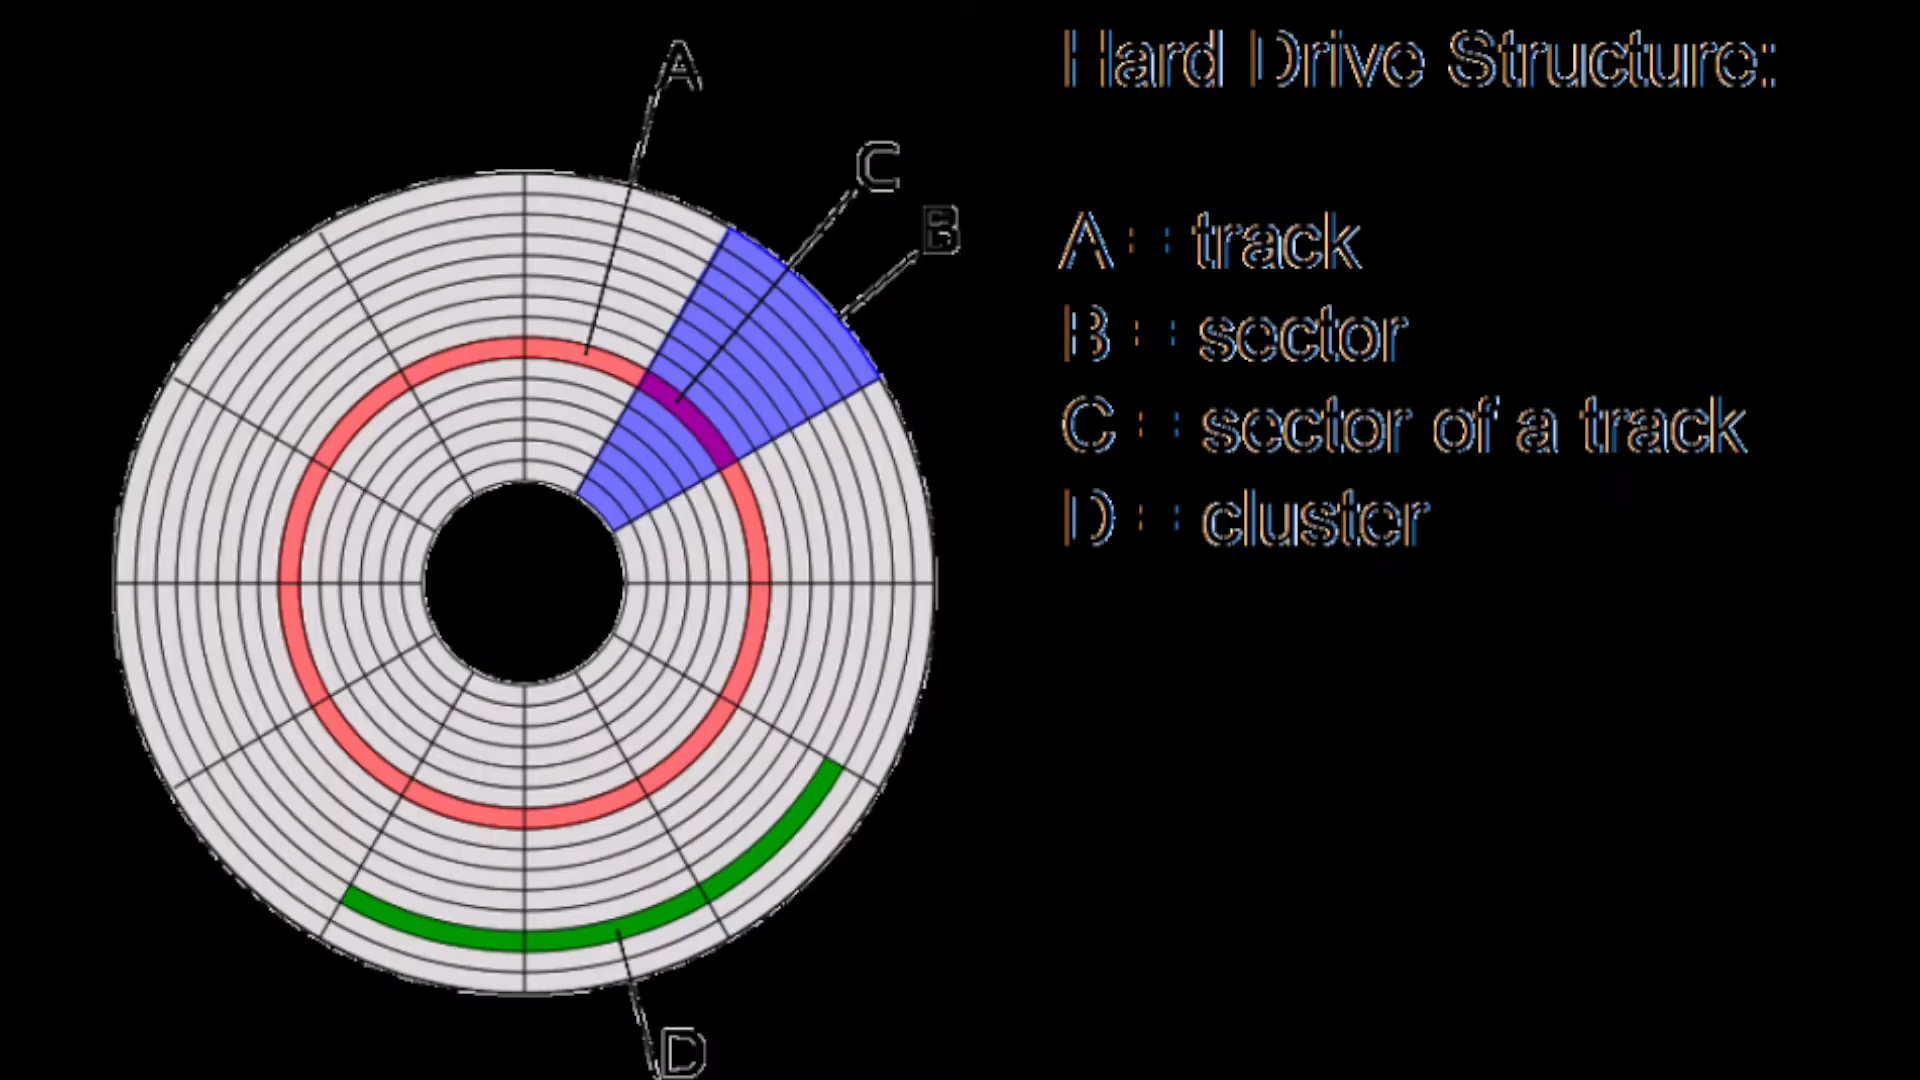 A
C
B
D
Hard Drive Structure:
A = track
B = sector
C = sector of a track
D = cluster